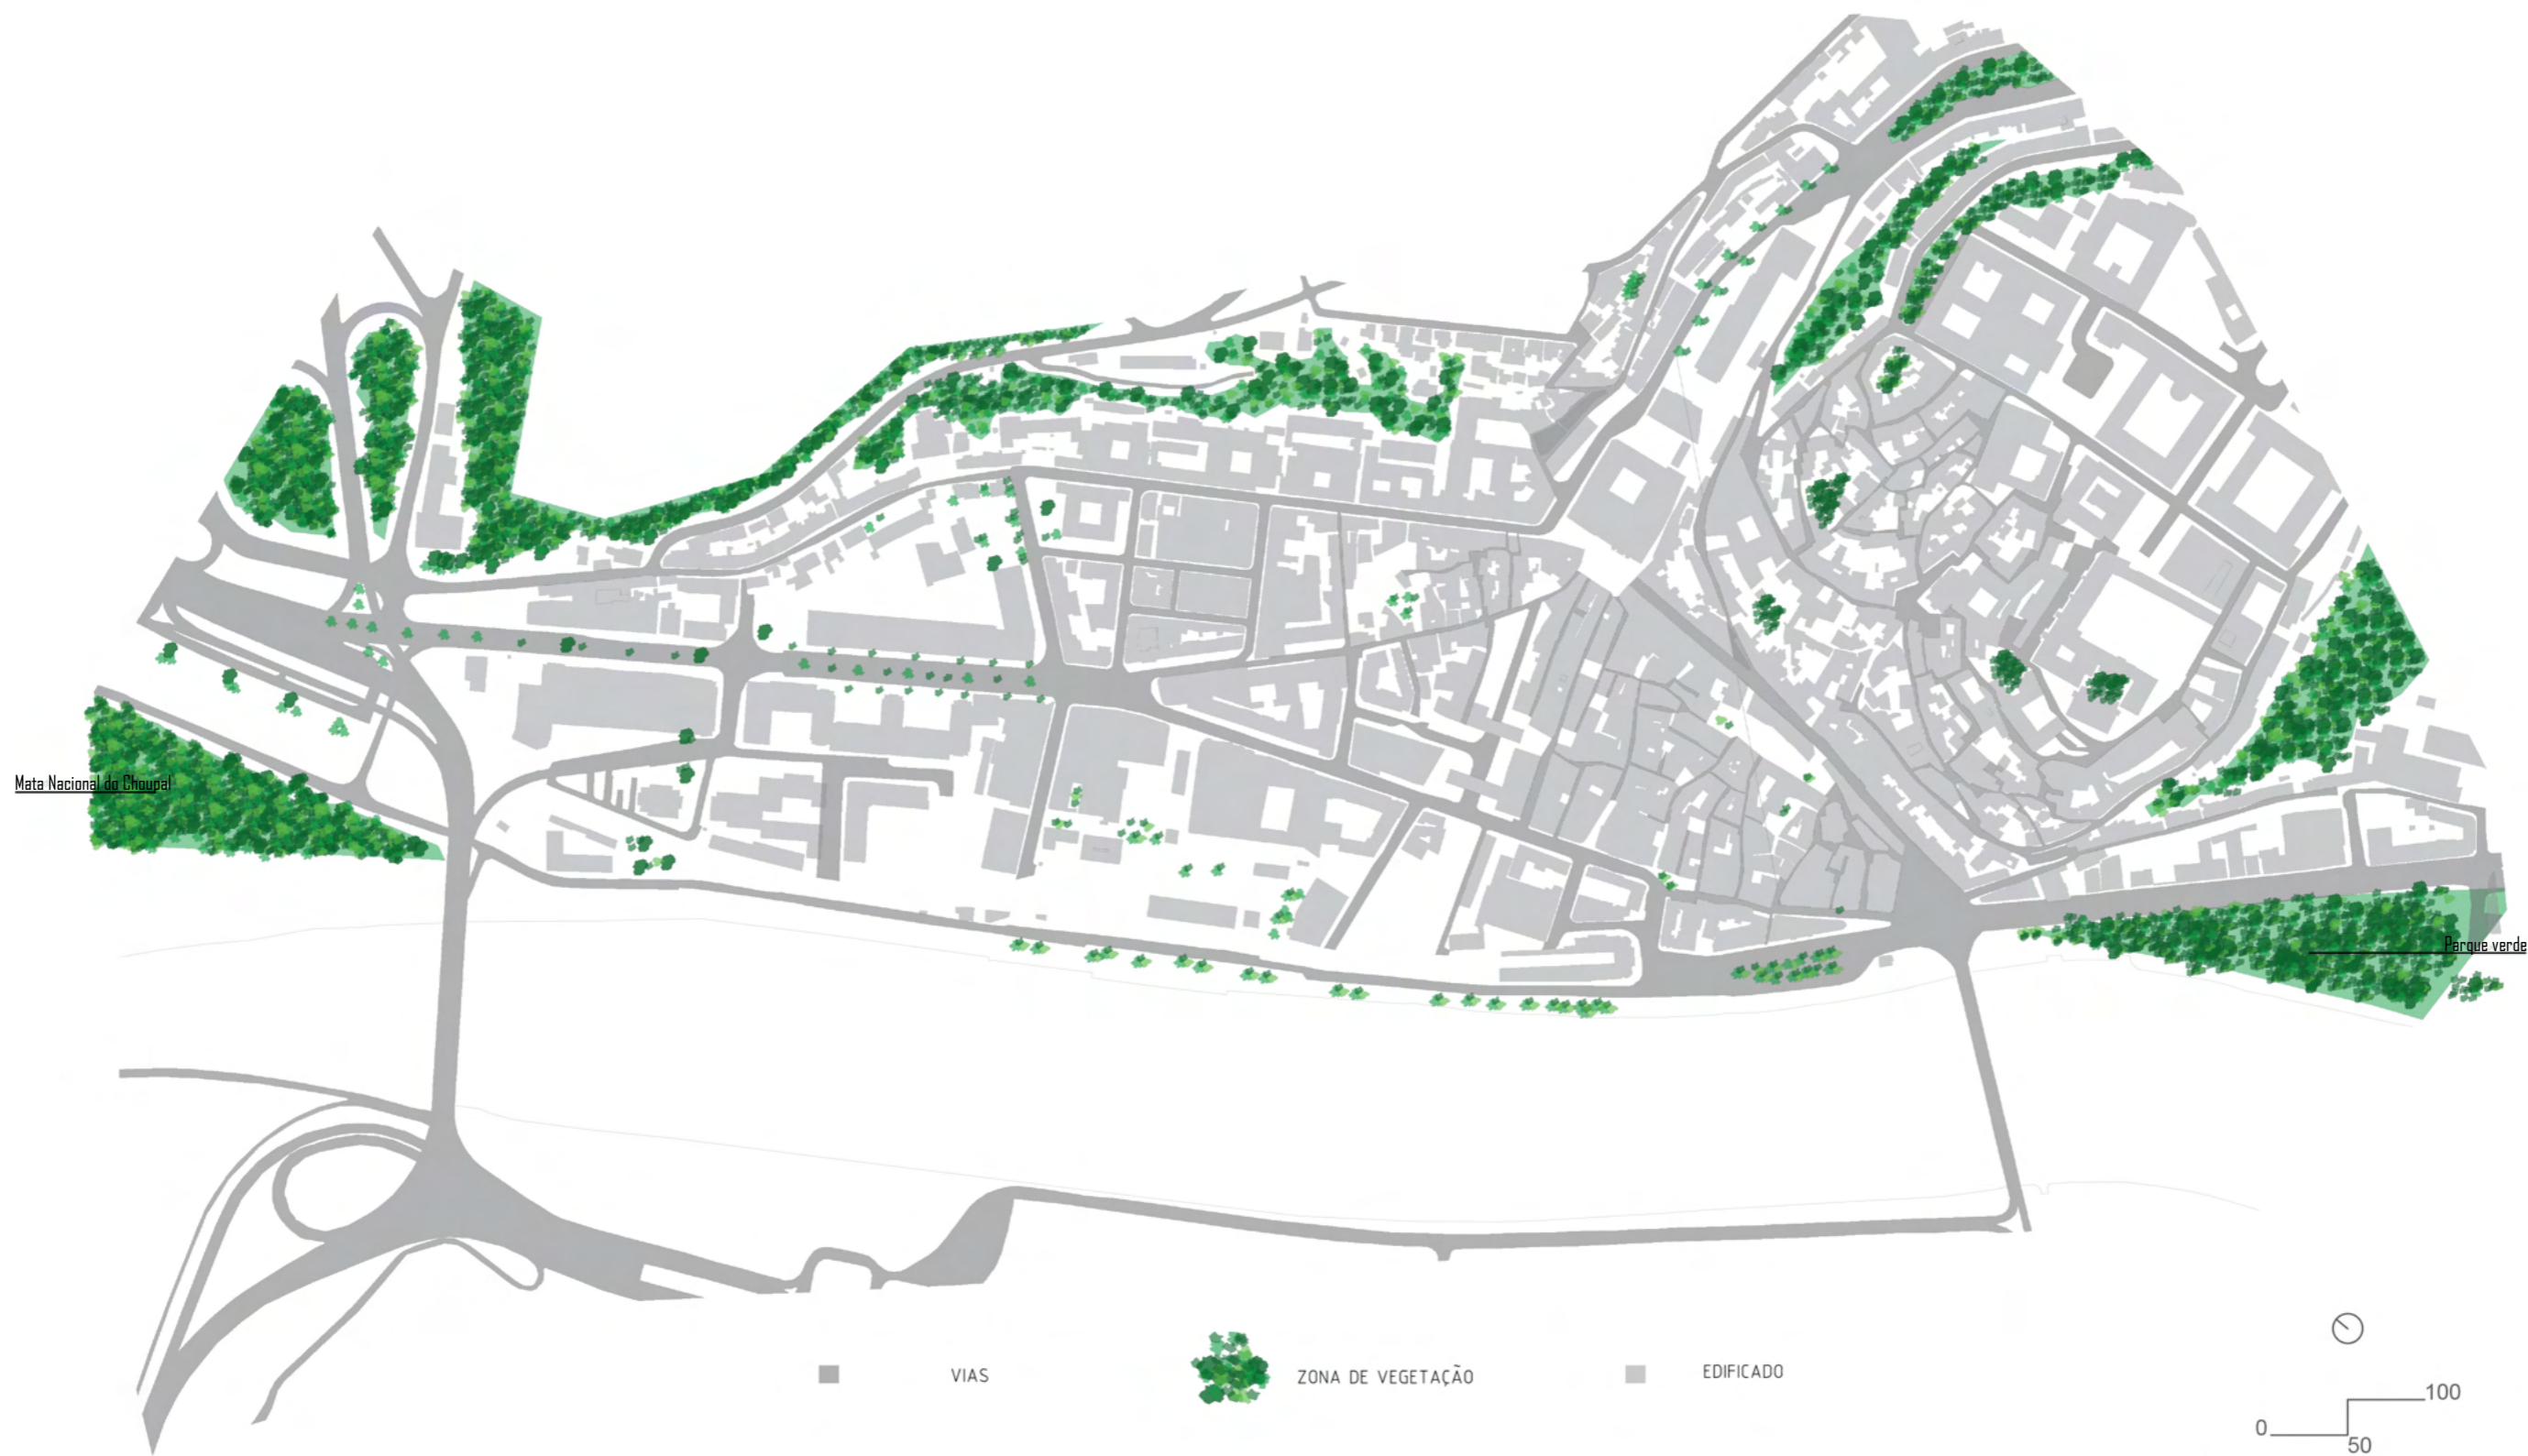 Mata Nacional do Choupal
Parque verde
VIAS
ZONA DE VEGETAÇÃO
EDIFICADO
100
0
50